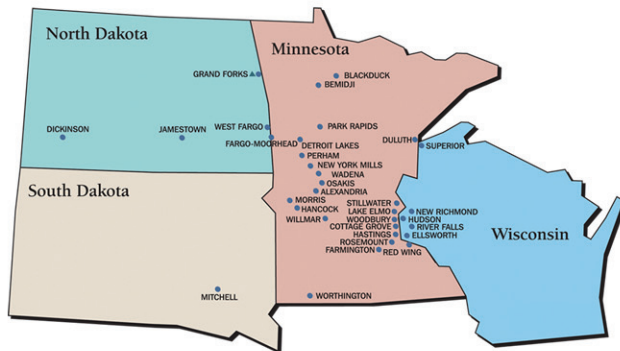 North Dakota
Minnesota
GRAND FORKS
BLACKDUCK
BEMIDJI
DICKINSON
JAMESTOWN
WEST FARGO
PARK RAPIDS
FARGO-MOORHEAD
DETROIT LAKES
DULUTH
SUPERIOR
PERHAM
NEW YORK MILLS
WADENA
OSAKIS
ALEXANDRIA
South Dakota
MORRIS
HANCOCK
WILLMAR
STILLWATER
LAKE ELMO
WOODBURY
COTTAGE GROVE
HASTINGS
ROSEMOUNT
FARMINGTON
RED WING
NEW RICHMOND
HUDSON
RIVER FALLS
ELLSWORTH
Wisconsin
MITCHELL
WORTHINGTON